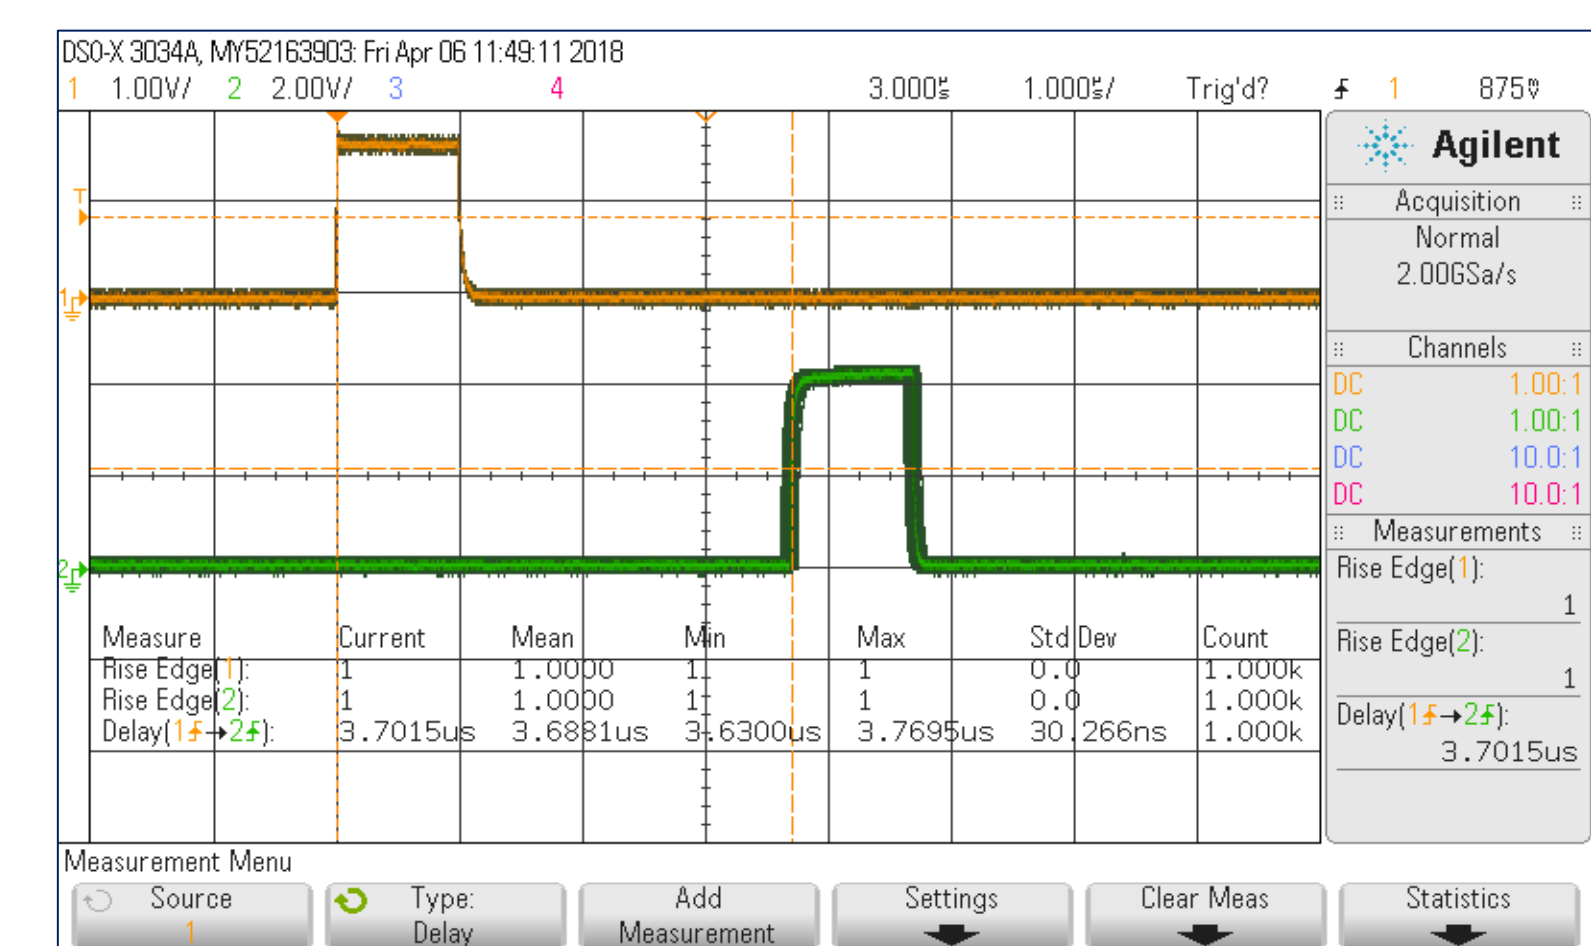 DSO-X 3034A, MY52163903: Fri Apr 06 11:49:11 2018
1 1.00V/ 2 2.00V/ 3 4 3.000us 1.000us/ Trig'd? 1 875mV
T
1
2
Agilent
Acquisition
Normal
2.00GSa/s
Channels
DC 1.00:1
DC 1.00:1
DC 10.0:1
DC 10.0:1
Measurements
Rise Edge(1):
1
Rise Edge(2):
1
Delay(1→2):
3.7015us
Measure Current Mean Min Max Std Dev Count
Rise Edge(1): 1 1.0000 1 1 0.0 1.000k
Rise Edge(2): 1 1.0000 1 1 0.0 1.000k
Delay(1→2): 3.7015us 3.6881us 3.6300us 3.7695us 30.266ns 1.000k
Measurement Menu
Source
1
Type:
Delay
Add
Measurement
Settings
Clear Meas
Statistics